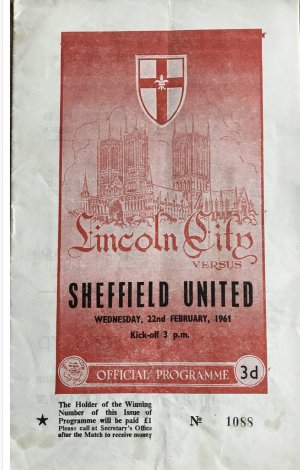 Lincoln City
VERSUS
SHEFFIELD UNITED
WEDNESDAY, 22nd FEBRUARY, 1961
Kick-off 3 p.m.
OFFICIAL PROGRAMME
3d
The Holder of the Winning
Number of this Issue of
Programme will be paid £1
Please call at Secretary's Office
after the Match to receive money
★ Nº 1088